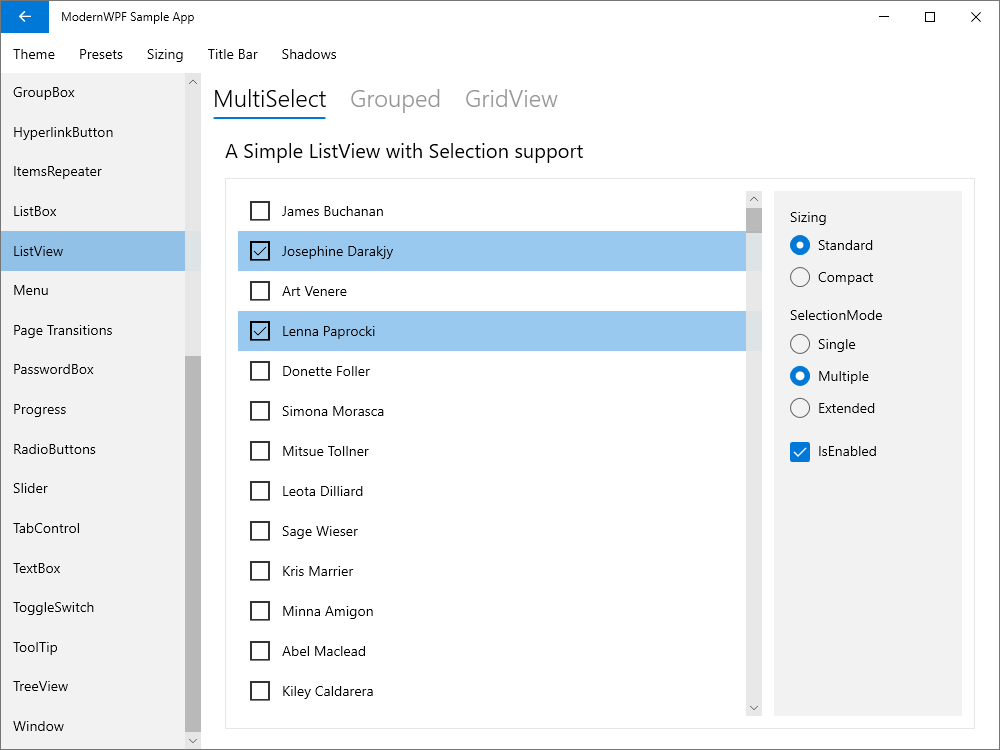 ModernWPF Sample App
Theme Presets Sizing Title Bar Shadows
GroupBox
HyperlinkButton
ItemsRepeater
ListBox
ListView
Menu
Page Transitions
PasswordBox
Progress
RadioButtons
Slider
TabControl
TextBox
ToggleSwitch
ToolTip
TreeView
Window
MultiSelect Grouped GridView
A Simple ListView with Selection support
James Buchanan
Josephine Darakjy
Art Venere
Lenna Paprocki
Donette Foller
Simona Morasca
Mitsue Tollner
Leota Dilliard
Sage Wieser
Kris Marrier
Minna Amigon
Abel Maclead
Kiley Caldarera
Sizing
Standard
Compact
SelectionMode
Single
Multiple
Extended
IsEnabled